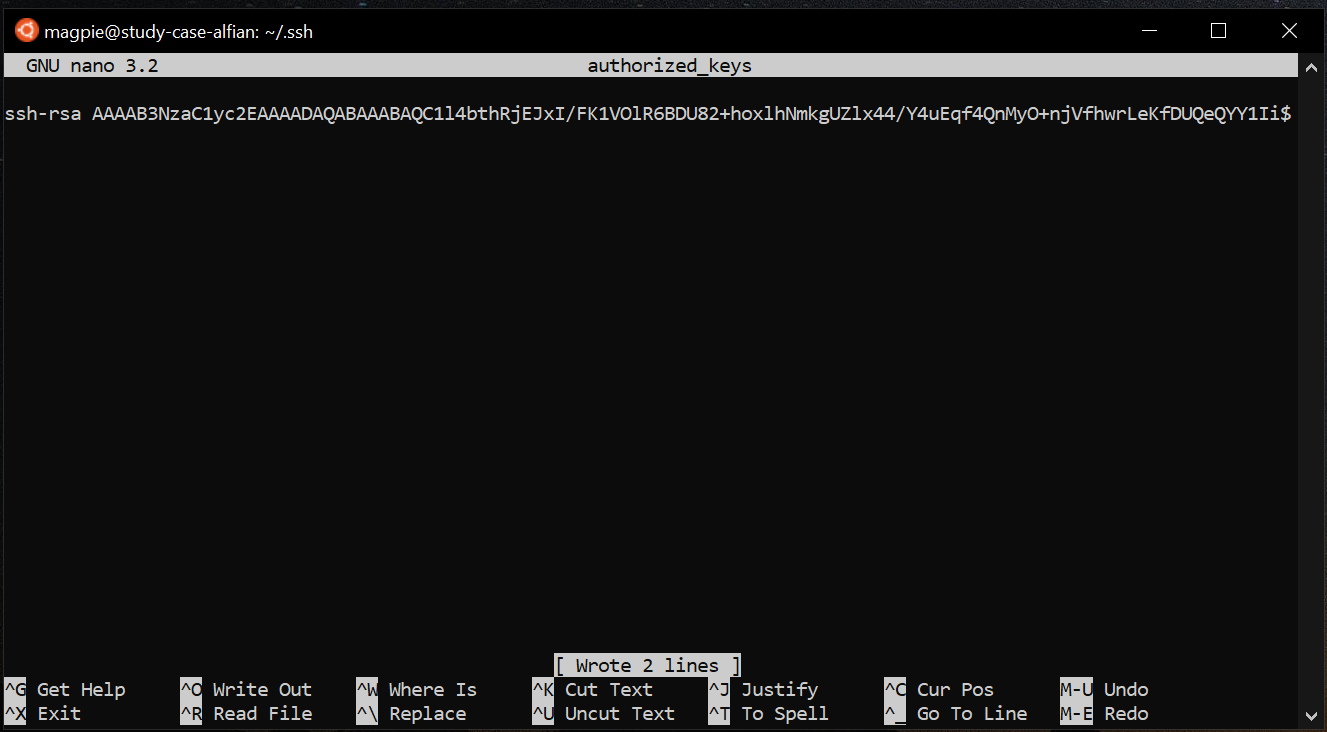 magpie@study-case-alfian: ~/.ssh
GNU nano 3.2 authorized_keys
ssh-rsa AAAAB3NzaC1yc2EAAAADAQABAAABAQC1l4bthRjEJxI/FK1VOlR6BDU82+hoxlhNmkgUZlx44/Y4uEqf4QnMyO+njVfhwrLeKfDUQeQYY1Ii$
[ Wrote 2 lines ]
^G Get Help ^O Write Out ^W Where Is ^K Cut Text ^J Justify ^C Cur Pos M-U Undo
^X Exit ^R Read File ^\ Replace ^U Uncut Text ^T To Spell ^_ Go To Line M-E Redo